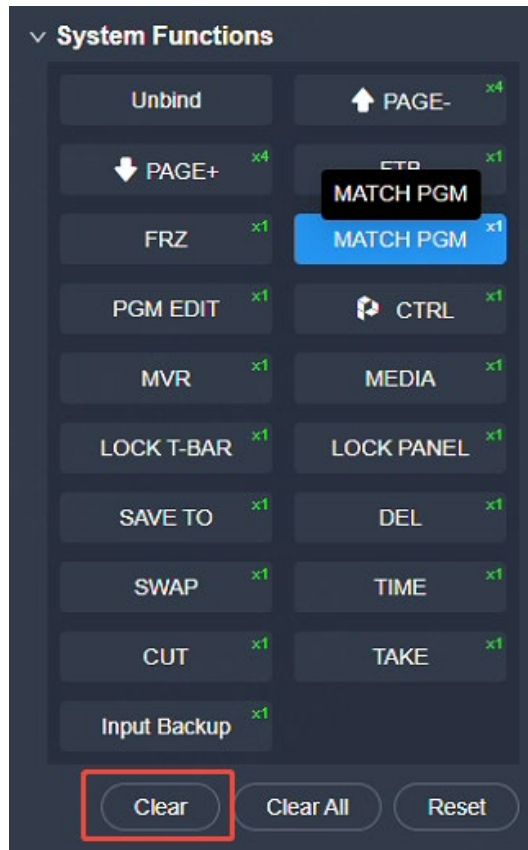 System Functions
Unbind PAGE- x4
PAGE+ x4 FTB x1
MATCH PGM
FRZ x1 MATCH PGM x1
PGM EDIT x1 CTRL x1
MVR x1 MEDIA x1
LOCK T-BAR x1 LOCK PANEL x1
SAVE TO x1 DEL x1
SWAP x1 TIME x1
CUT x1 TAKE x1
Input Backup x1
Clear Clear All Reset